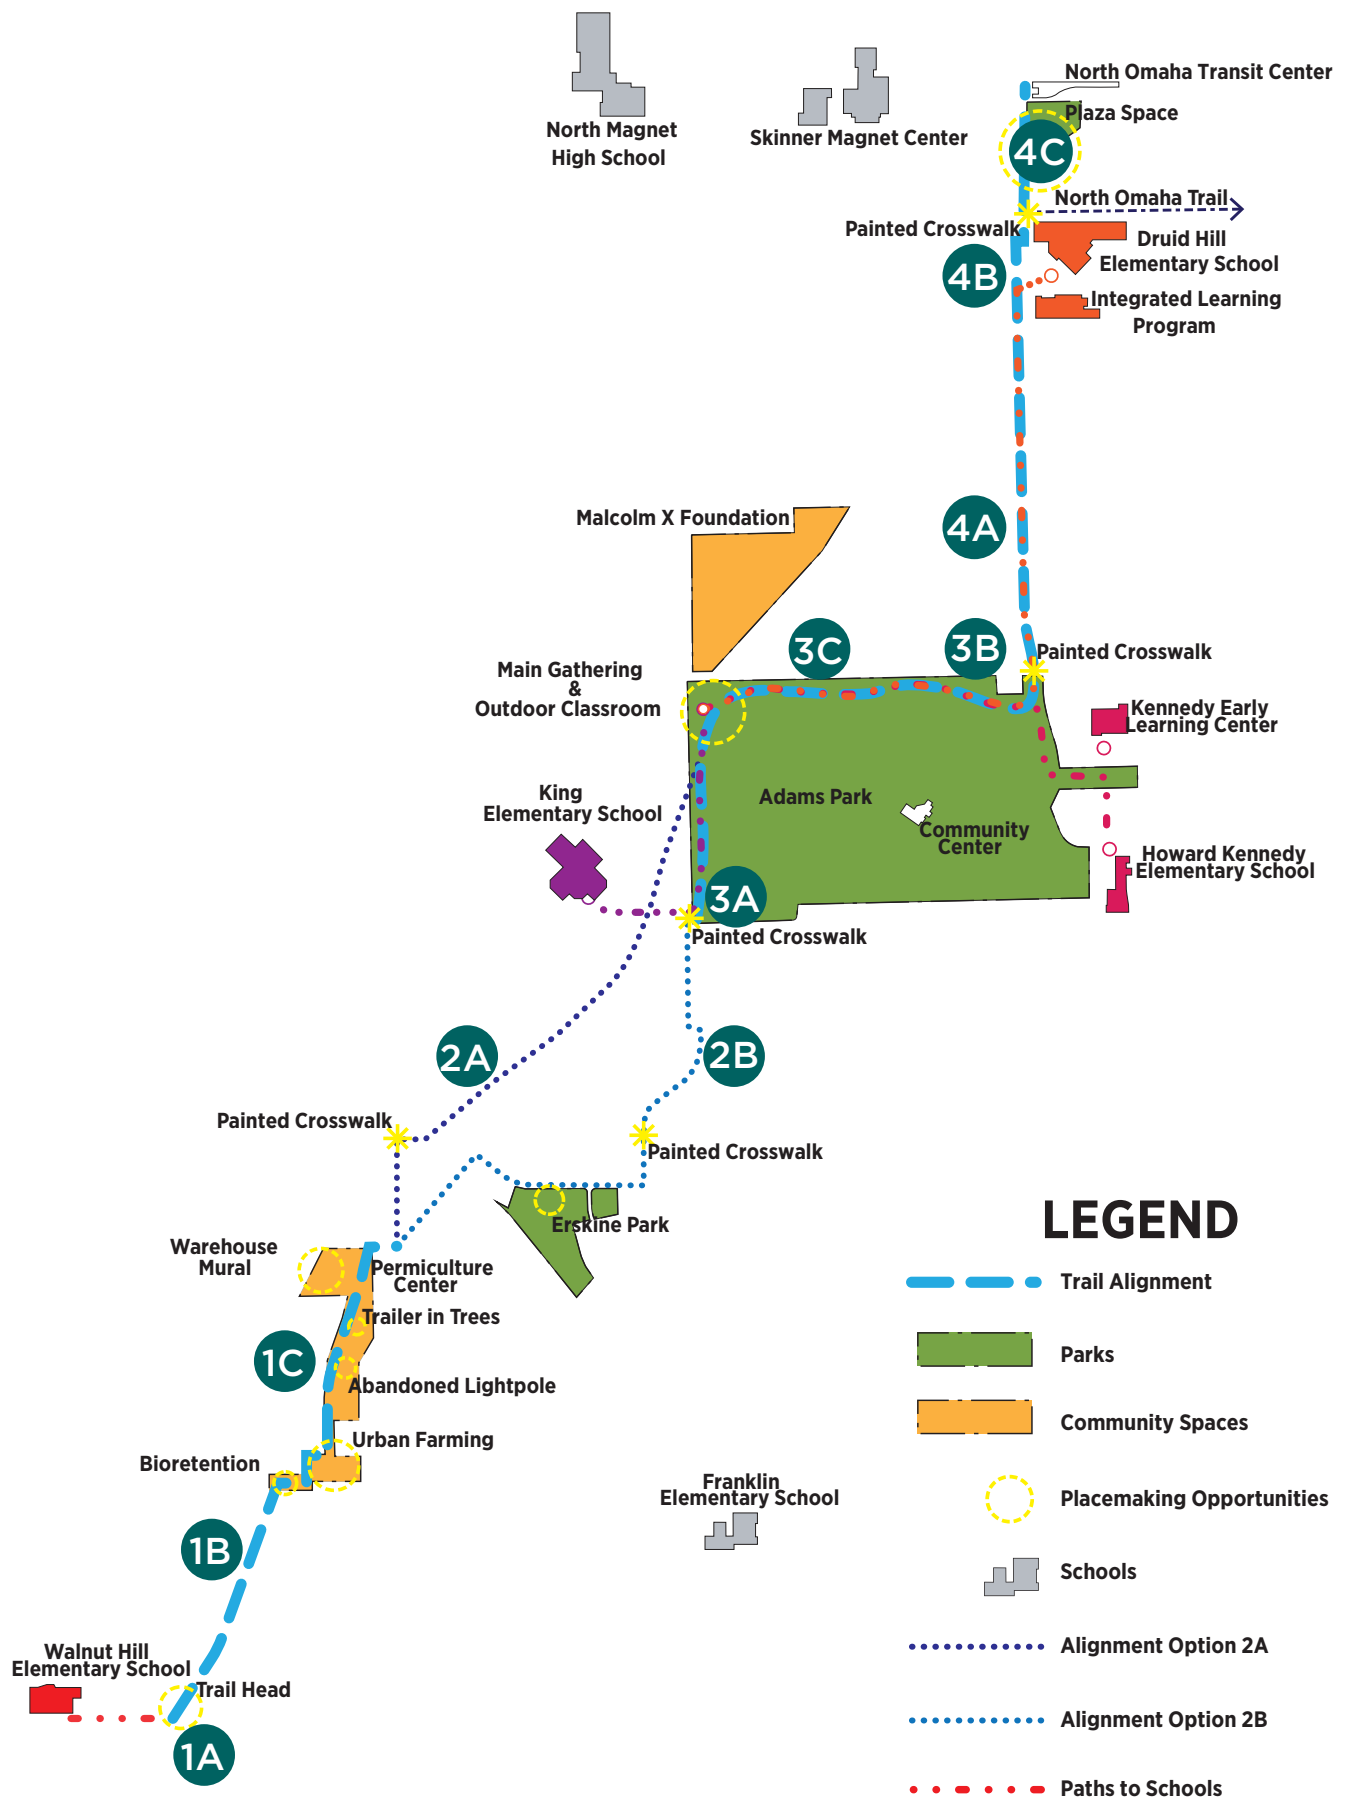 North Omaha Transit Center
Plaza Space
4C
North Magnet
High School
Skinner Magnet Center
North Omaha Trail
Painted Crosswalk
Druid Hill
Elementary School
4B
Integrated Learning
Program
Malcolm X Foundation
4A
3C
3B
Painted Crosswalk
Main Gathering
&
Outdoor Classroom
Kennedy Early
Learning Center
King
Elementary School
Adams Park
Community
Center
Howard Kennedy
Elementary School
3A
Painted Crosswalk
2A
2B
Painted Crosswalk
Painted Crosswalk
Erskine Park
Warehouse
Mural
Permiculture
Center
Trailer in Trees
1C
Abandoned Lightpole
Urban Farming
Bioretention
Franklin
Elementary School
1B
Walnut Hill
Elementary School
Trail Head
1A
LEGEND
Trail Alignment
Parks
Community Spaces
Placemaking Opportunities
Schools
Alignment Option 2A
Alignment Option 2B
Paths to Schools